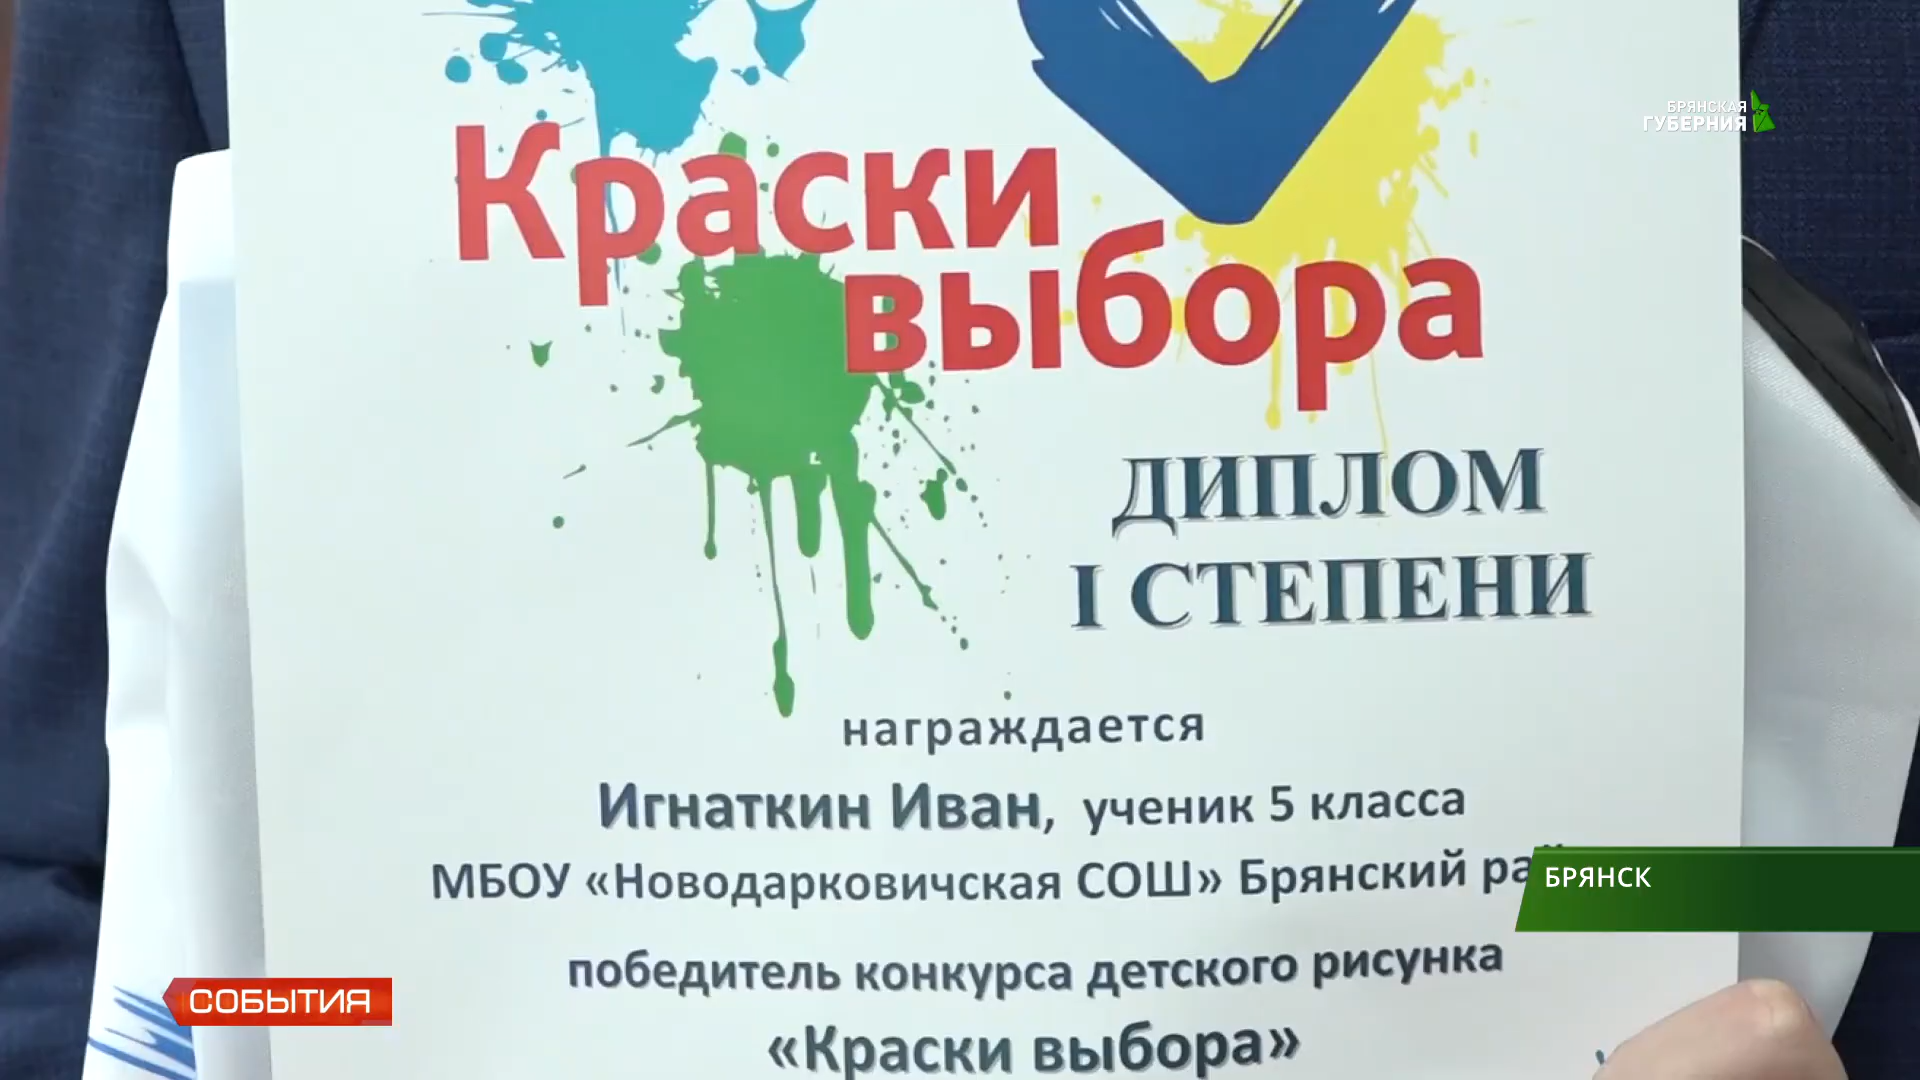 БРЯНСКАЯ
ГУБЕРНИЯ
Краски
выбора
ДИПЛОМ
I СТЕПЕНИ
награждается
Игнаткин Иван, ученик 5 класса
МБОУ «Новодарковичская СОШ» Брянский
БРЯНСК
победитель конкурса детского рисунка
СОБЫТИЯ
«Краски выбора»